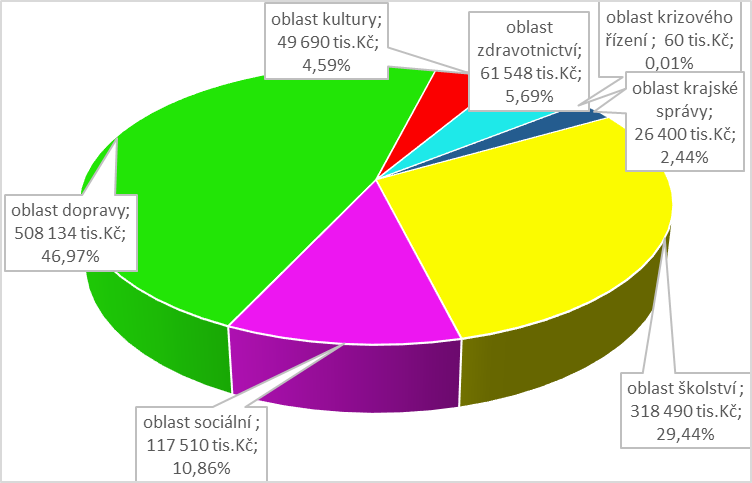 oblast kultury;
49 690 tis.Kč;
4,59%
oblast
zdravotnictví;
61 548 tis.Kč;
5,69%
oblast krizového
řízení ;  60 tis.Kč;
0,01%
oblast krajské
správy;
26 400 tis.Kč;
2,44%
oblast dopravy;
508 134 tis.Kč;
46,97%
oblast školství ;
318 490 tis.Kč;
29,44%
oblast sociální ;
117 510 tis.Kč;
10,86%